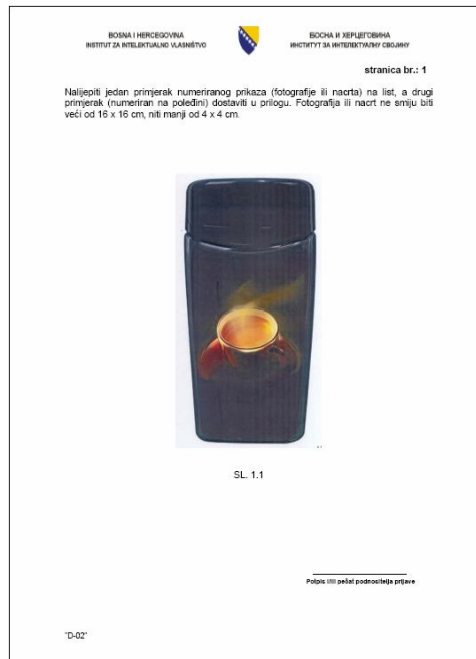 BOSNA I HERCEGOVINA
INSTITUT ZA INTELEKTUALNO VLASNIŠTVO
БОСНА И ХЕРЦЕГОВИНА
ИНСТИТУТ ЗА ИНТЕЛЕКТУАЛНУ СВОЈИНУ
stranica br.: 1
Nalijepiti jedan primjerak numeriranog prikaza (fotografije ili nacrta) na list, a drugi
primjerak (numeriran na poleđini) dostaviti u prilogu. Fotografija ili nacrt ne smiju biti
veći od 16 x 16 cm, niti manji od 4 x 4 cm.
SL. 1.1
Potpis i/ili pečat podnositelja prijave
"D-02"